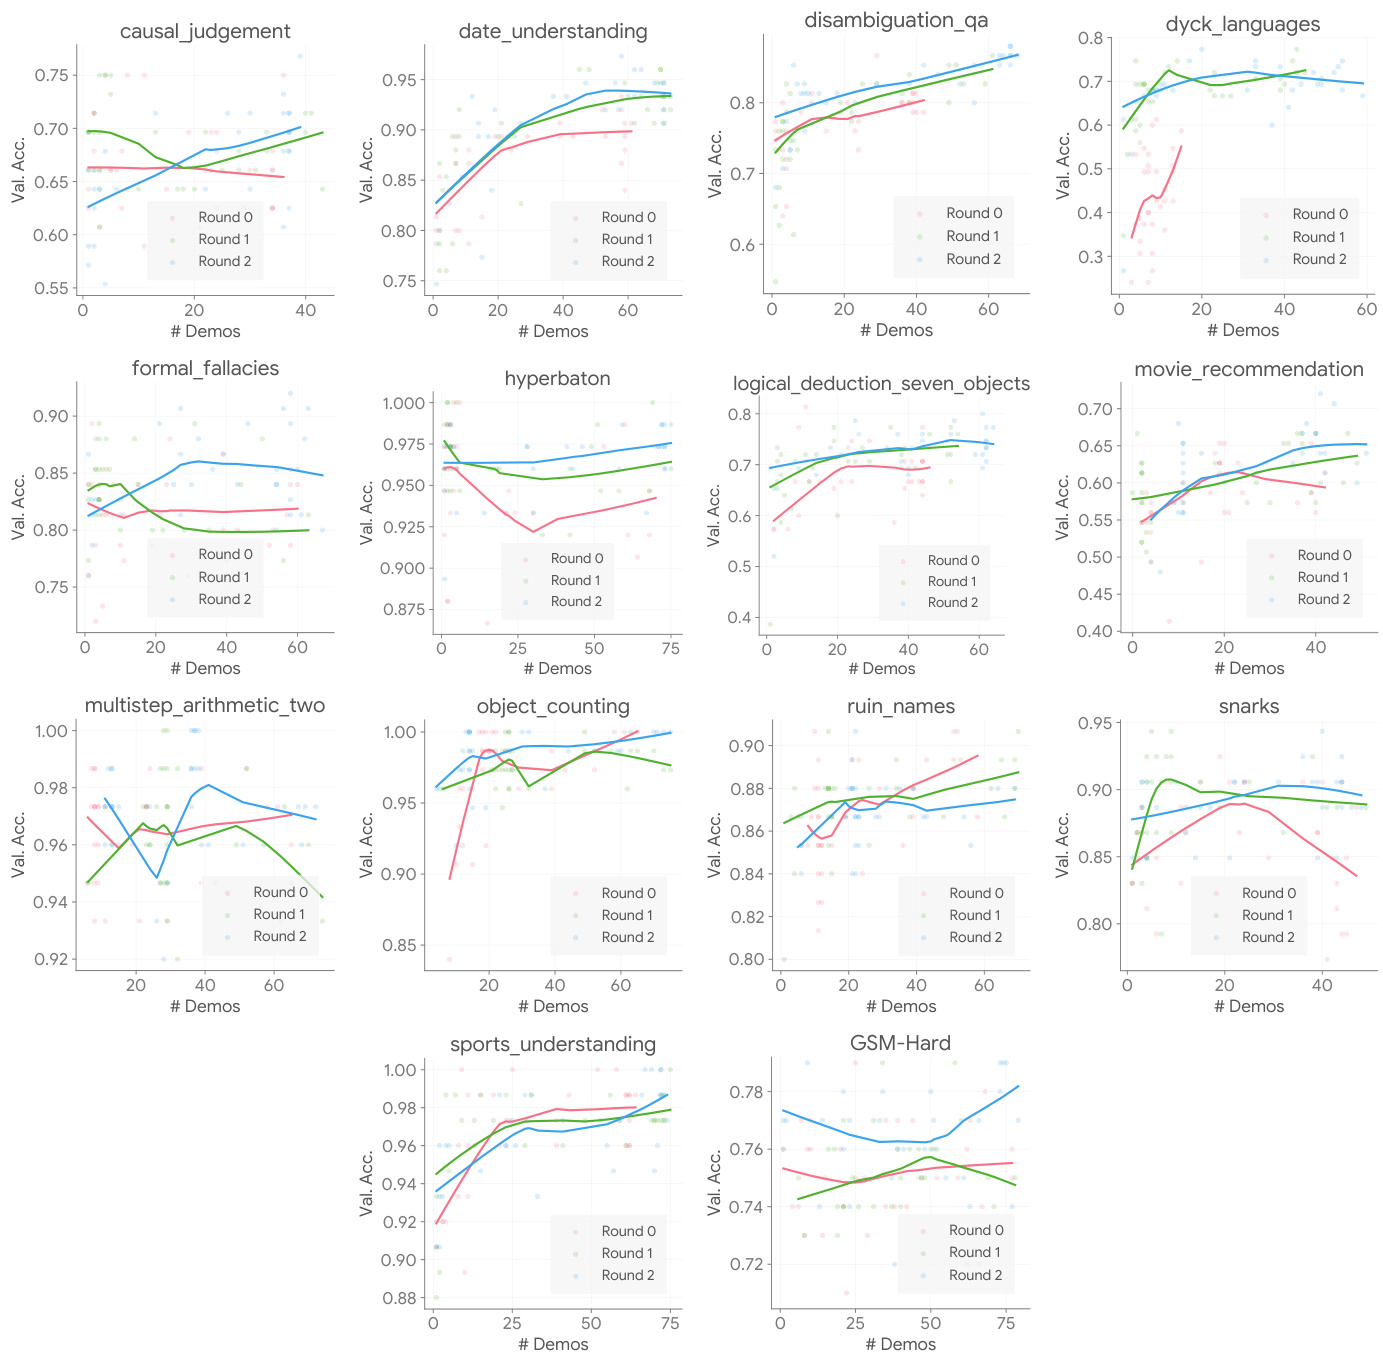 causal_judgement
Val. Acc.
0.75
0.70
0.65
0.60
0.55
Round 0
Round 1
Round 2
0 20 40
# Demos
date_understanding
Val. Acc.
0.95
0.90
0.85
0.80
0.75
Round 0
Round 1
Round 2
0 20 40 60
# Demos
disambiguation_qa
Val. Acc.
0.8
0.7
0.6
Round 0
Round 1
Round 2
0 20 40 60
# Demos
dyck_languages
Val. Acc.
0.8
0.7
0.6
0.5
0.4
0.3
Round 0
Round 1
Round 2
0 20 40 60
# Demos
formal_fallacies
Val. Acc.
0.90
0.85
0.80
0.75
Round 0
Round 1
Round 2
0 20 40 60
# Demos
hyperbaton
Val. Acc.
1.000
0.975
0.950
0.925
0.900
0.875
Round 0
Round 1
Round 2
0 25 50 75
# Demos
logical_deduction_seven_objects
Val. Acc.
0.8
0.7
0.6
0.5
0.4
Round 0
Round 1
Round 2
0 20 40 60
# Demos
movie_recommendation
Val. Acc.
0.70
0.65
0.60
0.55
0.50
0.45
0.40
Round 0
Round 1
Round 2
0 20 40
# Demos
multistep_arithmetic_two
Val. Acc.
1.00
0.98
0.96
0.94
0.92
Round 0
Round 1
Round 2
20 40 60
# Demos
object_counting
Val. Acc.
1.00
0.95
0.90
0.85
Round 0
Round 1
Round 2
20 40 60
# Demos
ruin_names
Val. Acc.
0.90
0.88
0.86
0.84
0.82
0.80
Round 0
Round 1
Round 2
0 20 40 60
# Demos
snarks
Val. Acc.
0.95
0.90
0.85
0.80
Round 0
Round 1
Round 2
0 20 40
# Demos
sports_understanding
Val. Acc.
1.00
0.98
0.96
0.94
0.92
0.90
0.88
Round 0
Round 1
Round 2
0 25 50 75
# Demos
GSM-Hard
Val. Acc.
0.78
0.76
0.74
0.72
Round 0
Round 1
Round 2
0 25 50 75
# Demos